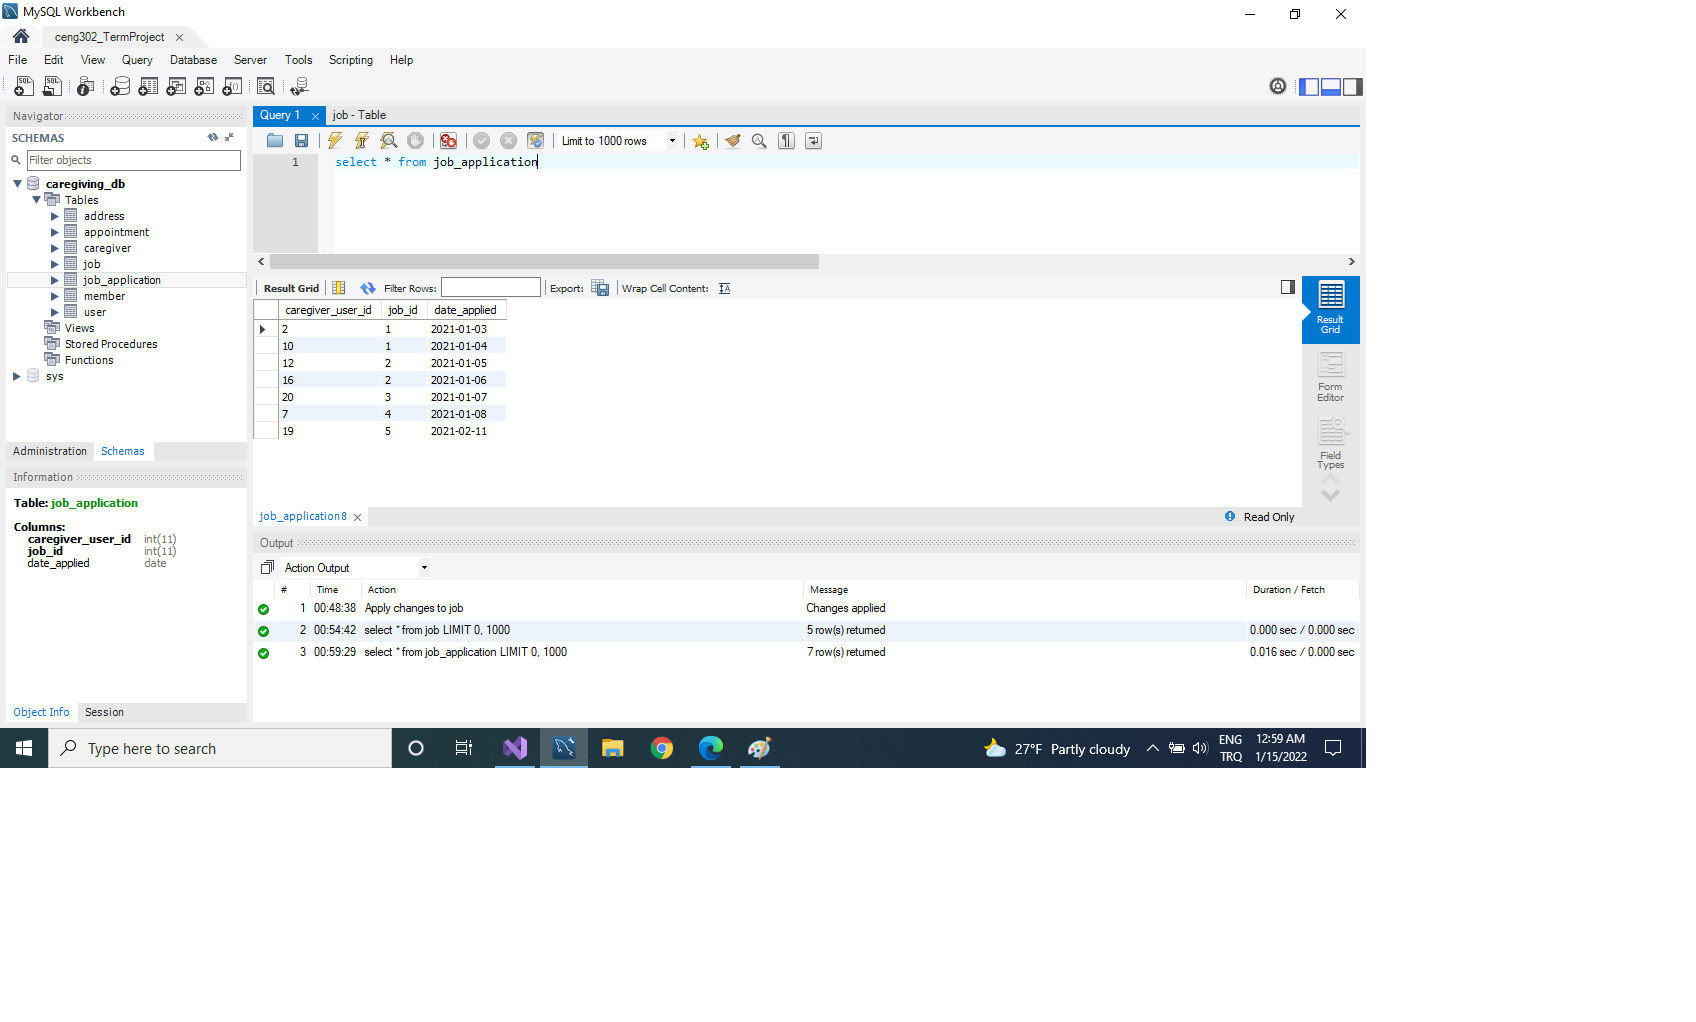 MySQL Workbench
ceng302_TermProject
File Edit View Query Database Server Tools Scripting Help
Navigator
SCHEMAS
Filter objects
caregiving_db
Tables
address
appointment
caregiver
job
job_application
member
user
Views
Stored Procedures
Functions
sys
Administration Schemas
Information
Table: job_application
Columns:
caregiver_user_id int(11)
job_id int(11)
date_applied date
Object Info Session
Query 1 job - Table
Limit to 1000 rows
1 select * from job_application
Result Grid Filter Rows: Export: Wrap Cell Content:
caregiver_user_id job_id date_applied
2 1 2021-01-03
10 1 2021-01-04
12 2 2021-01-05
16 2 2021-01-06
20 3 2021-01-07
7 4 2021-01-08
19 5 2021-02-11
Result
Grid
Form
Editor
Field
Types
job_application8 Read Only
Output
Action Output
# Time Action Message Duration / Fetch
1 00:48:38 Apply changes to job Changes applied
2 00:54:42 select * from job LIMIT 0, 1000 5 row(s) returned 0.000 sec / 0.000 sec
3 00:59:29 select * from job_application LIMIT 0, 1000 7 row(s) returned 0.016 sec / 0.000 sec
Type here to search
27°F Partly cloudy
ENG
TRQ
12:59 AM
1/15/2022